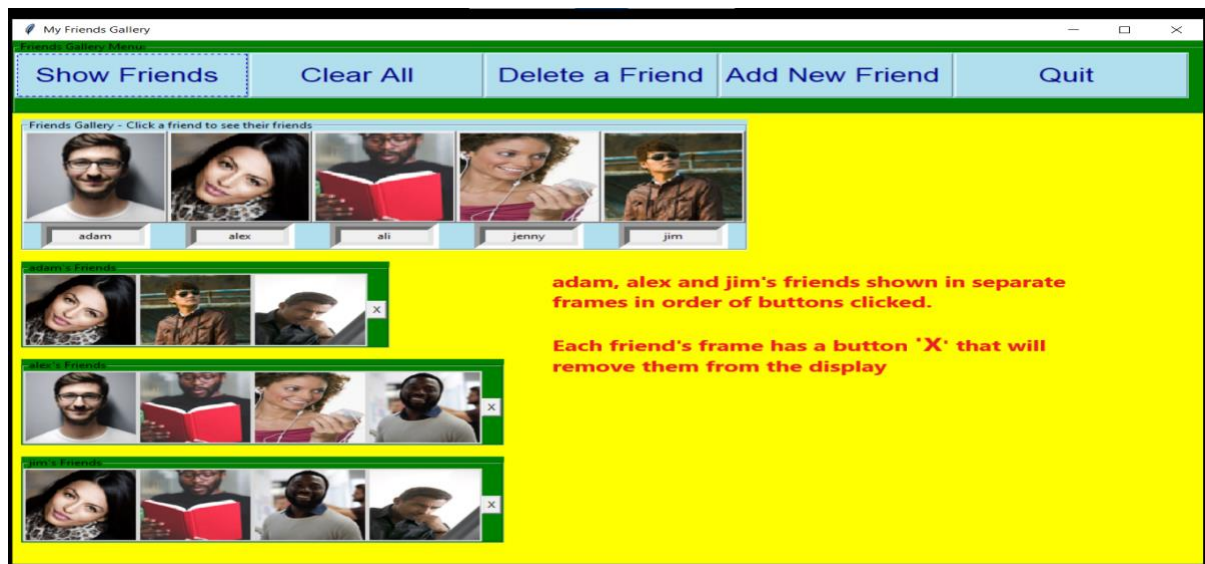 My Friends Gallery
Friends Gallery Menu
Show Friends Clear All Delete a Friend Add New Friend Quit
Friends Gallery - Click a friend to see their friends
adam alex ali jenny jim
adam's Friends
X
adam, alex and jim's friends shown in separate
frames in order of buttons clicked.
Each friend's frame has a button 'X' that will
remove them from the display
alex's Friends
X
jim's Friends
X